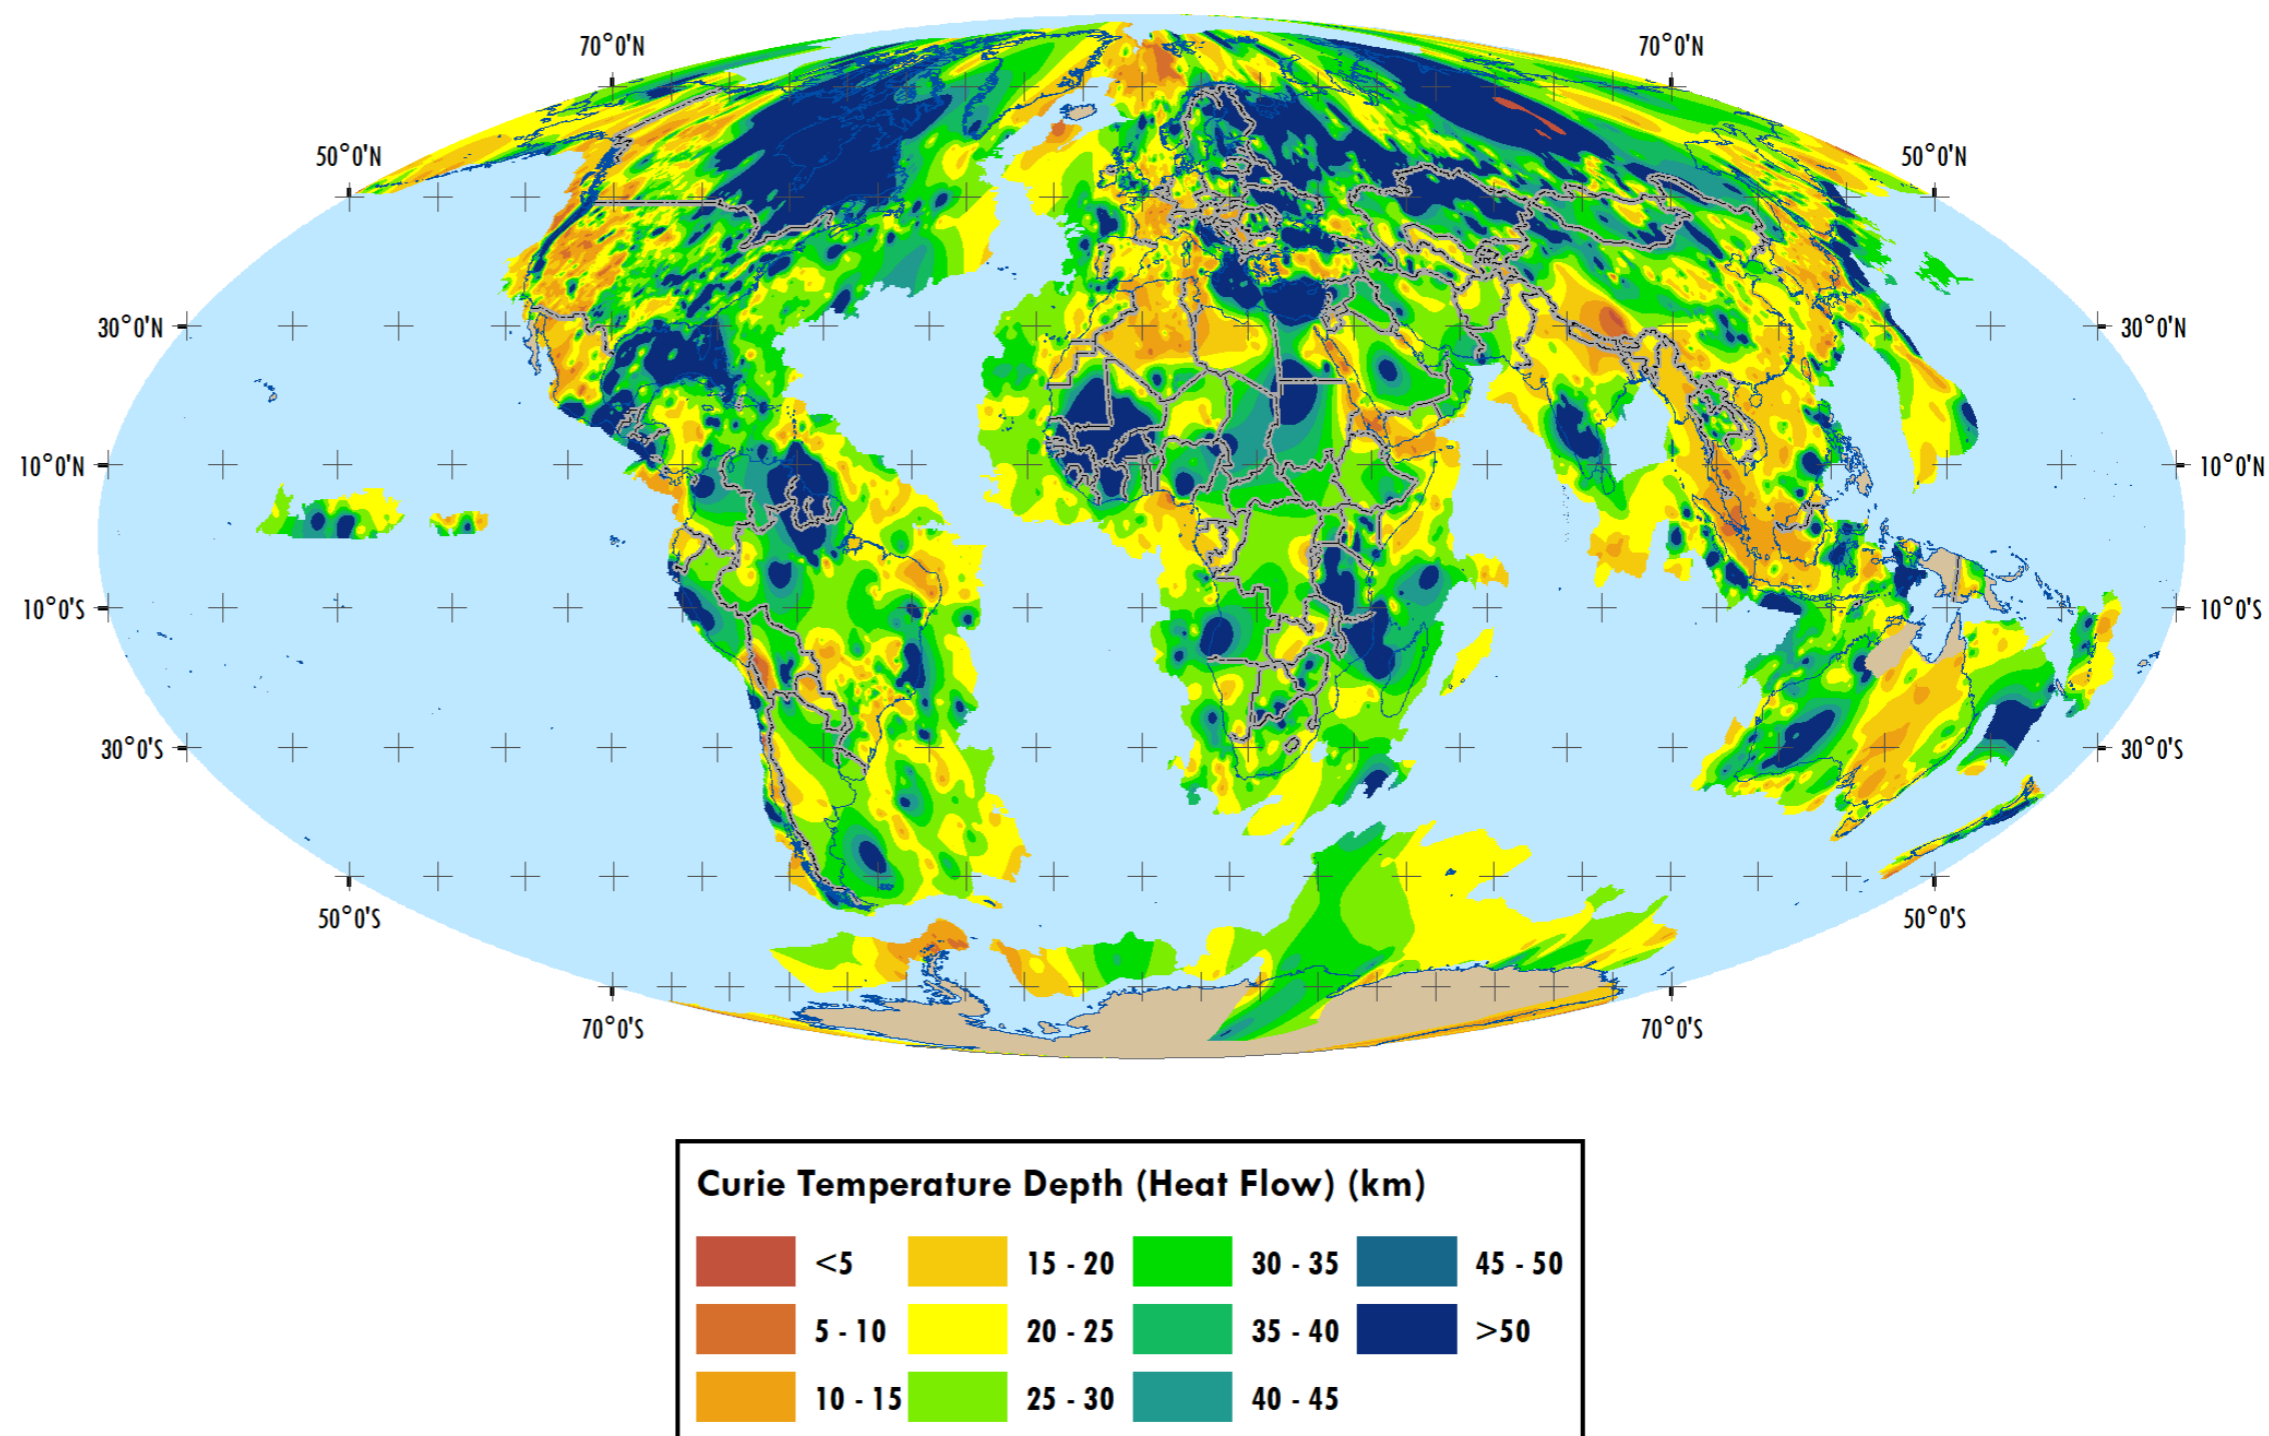 70°0'N
70°0'N
50°0'N
50°0'N
30°0'N
30°0'N
10°0'N
10°0'N
10°0'S
10°0'S
30°0'S
30°0'S
50°0'S
50°0'S
70°0'S
70°0'S
Curie Temperature Depth (Heat Flow) (km)
<5 15 - 20 30 - 35 45 - 50
5 - 10 20 - 25 35 - 40 >50
10 - 15 25 - 30 40 - 45